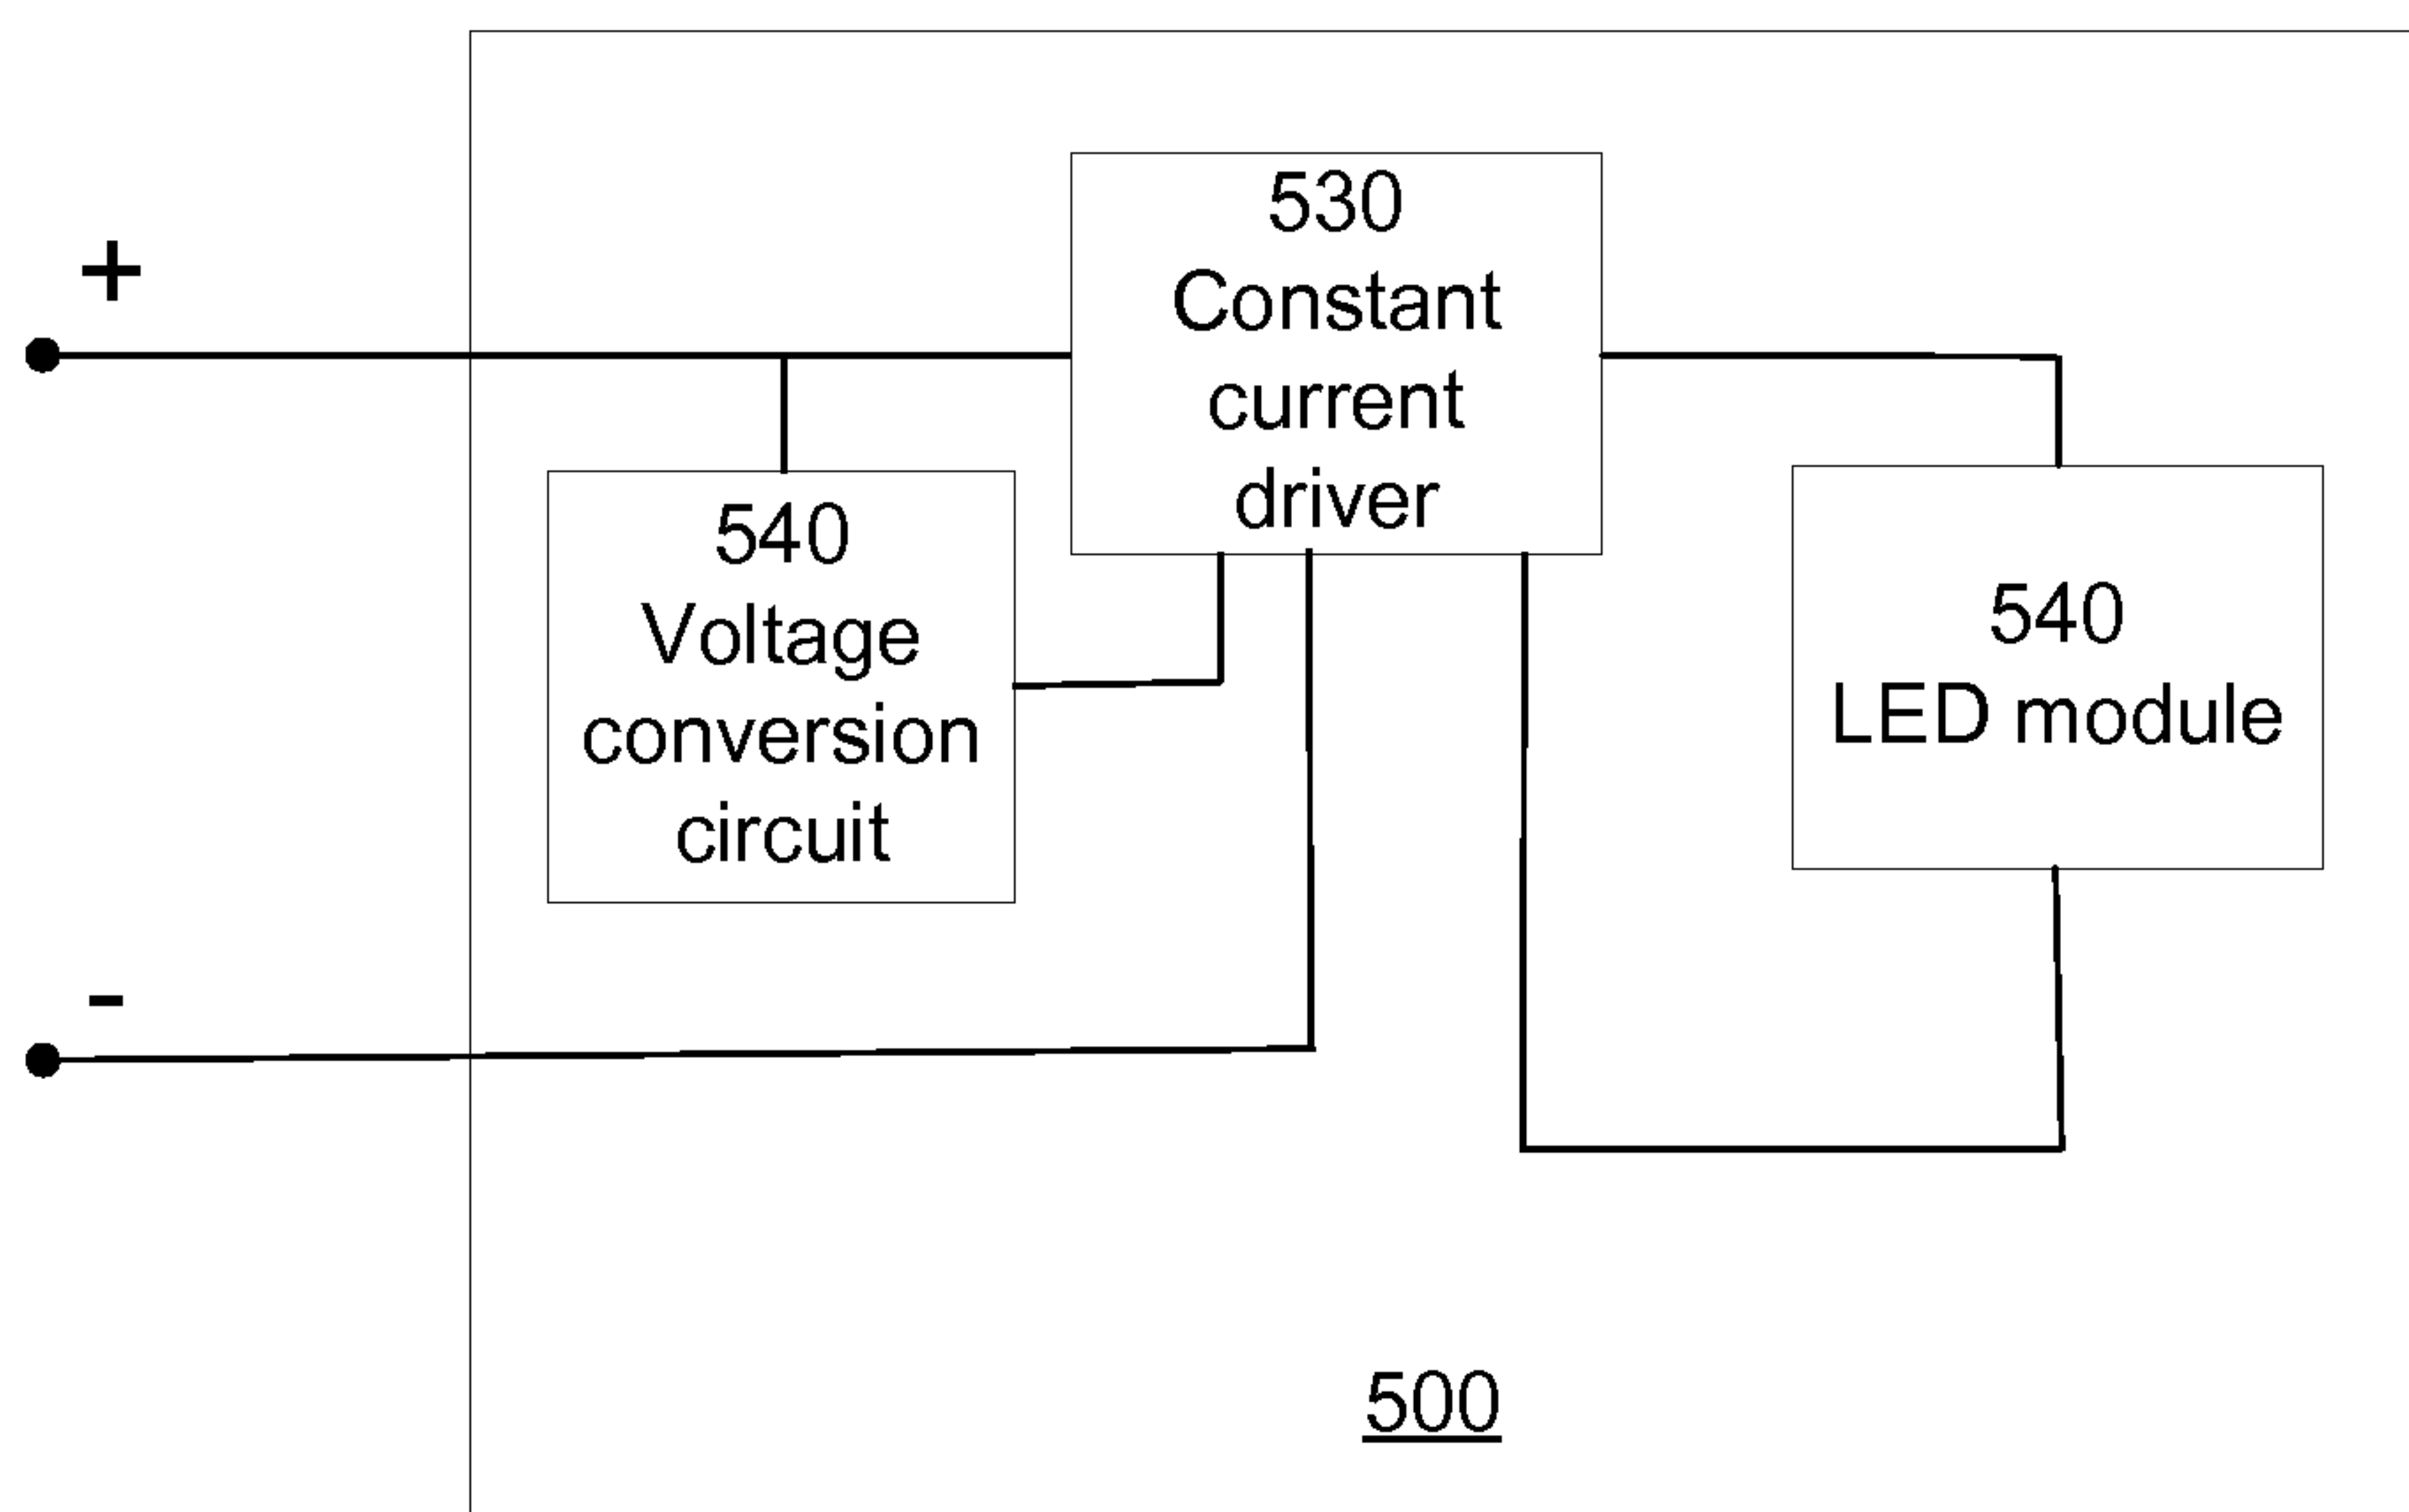 +
530
Constant
current
driver
540
Voltage
conversion
circuit
540
LED module
-
500